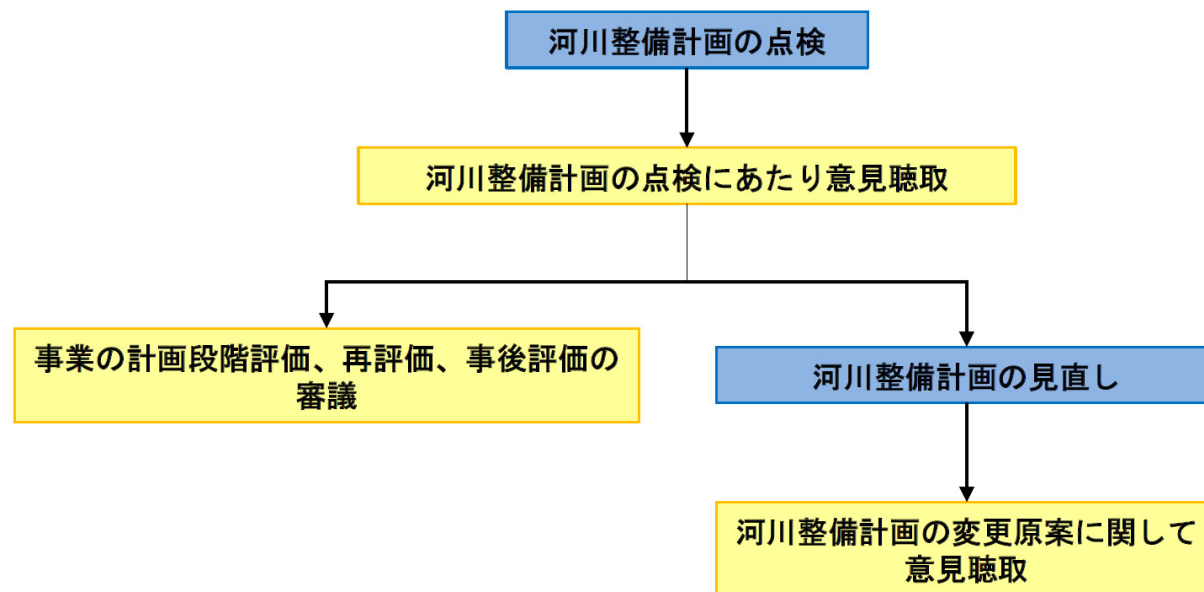 河川整備計画の点検
河川整備計画の点検にあたり意見聴取
事業の計画段階評価、再評価、事後評価の
審議
河川整備計画の見直し
河川整備計画の変更原案に関して
意見聴取